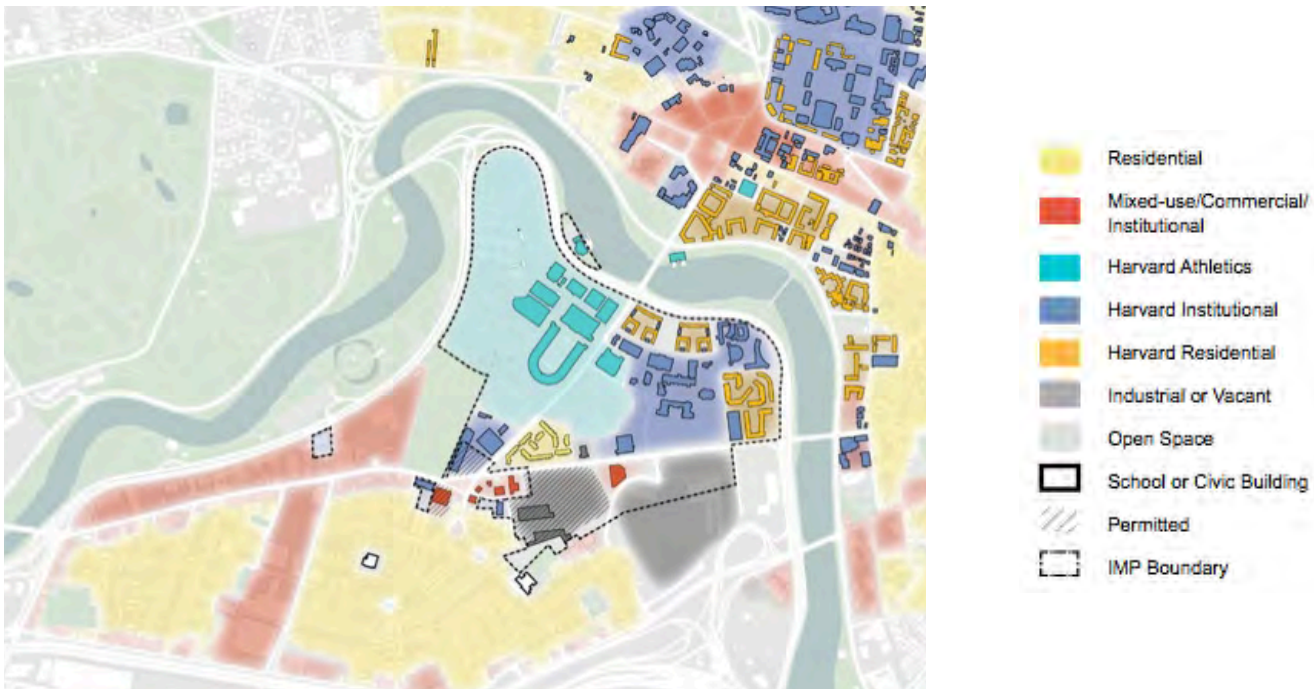 Residential
Mixed-use/Commercial/
Institutional
Harvard Athletics
Harvard Institutional
Harvard Residential
Industrial or Vacant
Open Space
School or Civic Building
Permitted
IMP Boundary